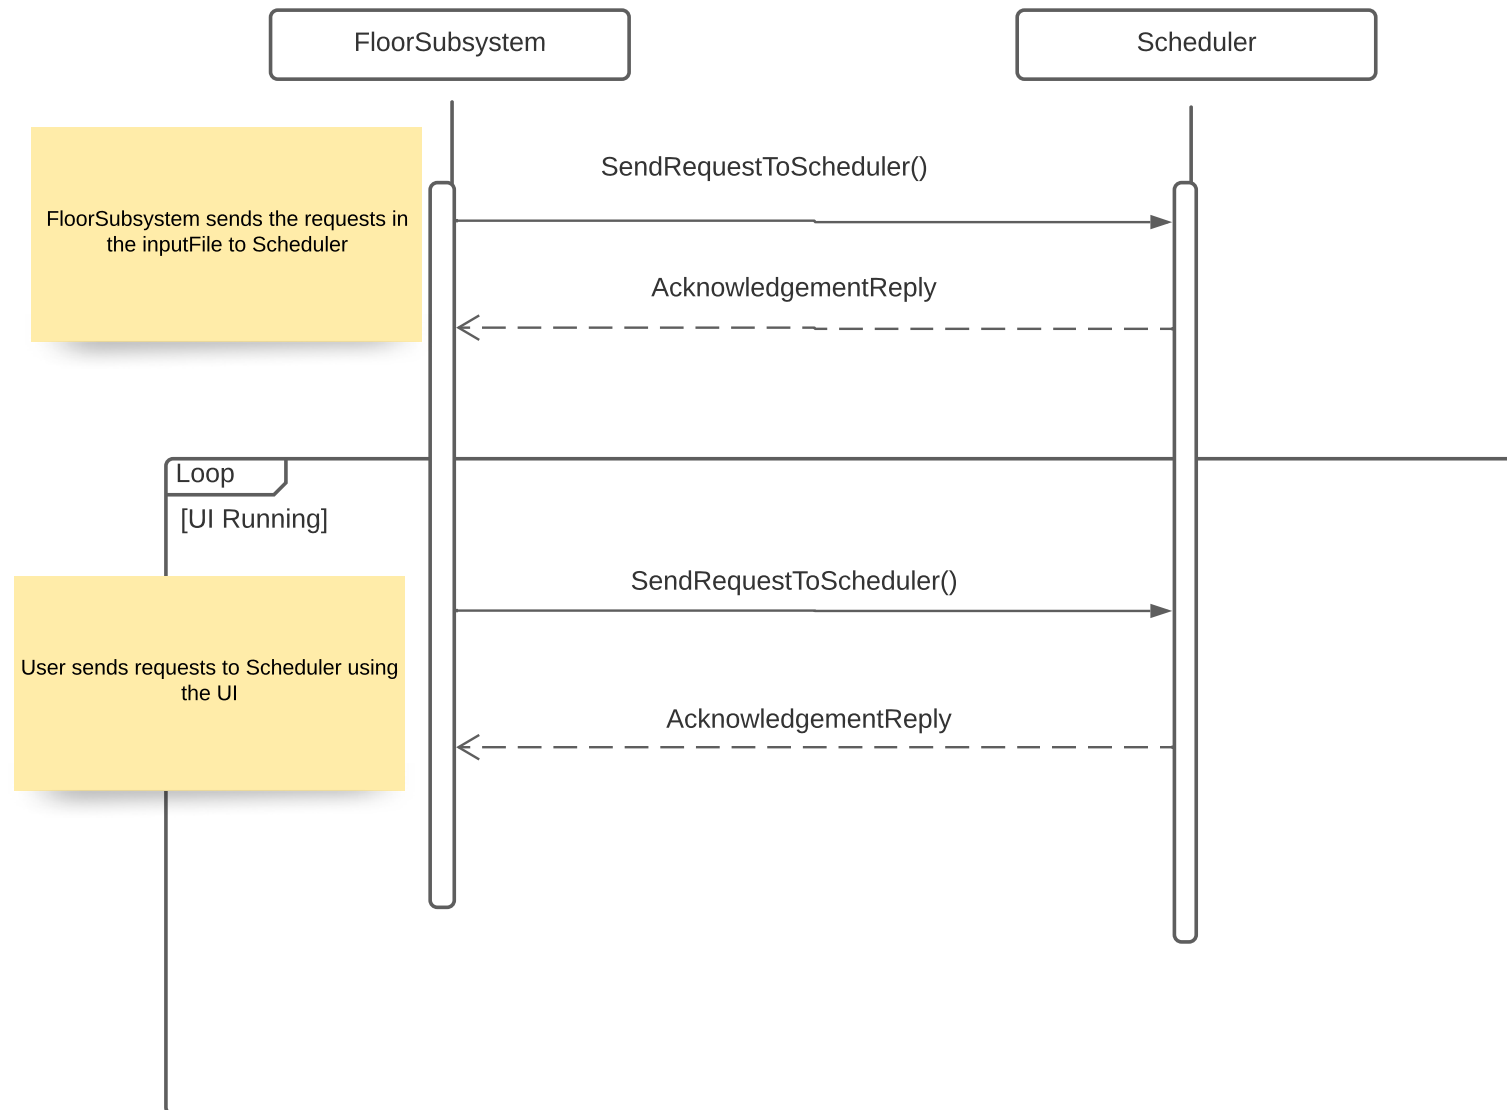 FloorSubsystem
Scheduler
SendRequestToScheduler()
FloorSubsystem sends the requests in
the inputFile to Scheduler
AcknowledgementReply
Loop
[UI Running]
SendRequestToScheduler()
User sends requests to Scheduler using
the UI
AcknowledgementReply